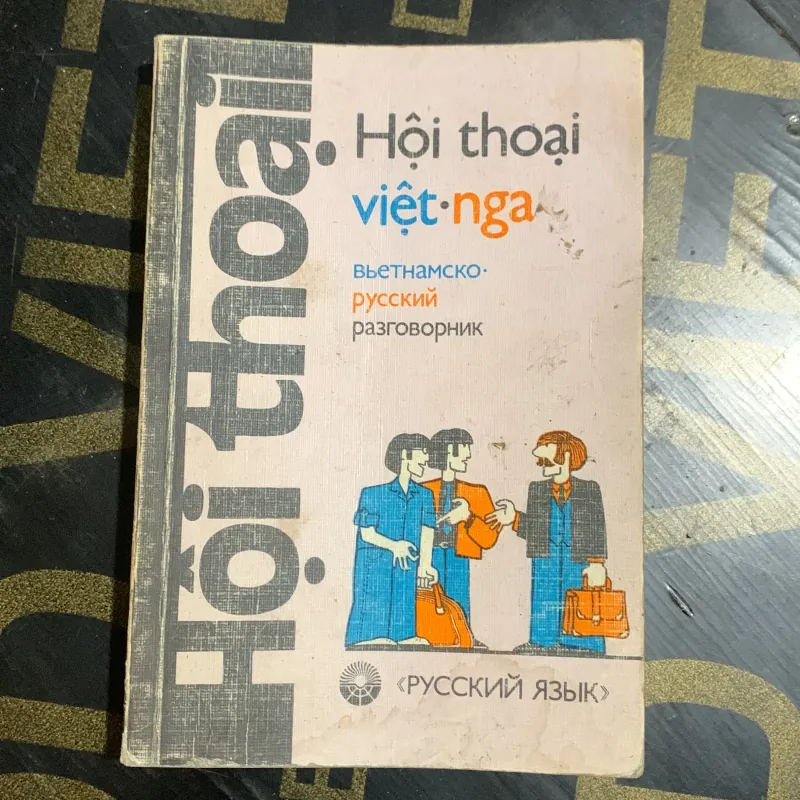 Hội thoại
Hội thoại
việt·nga
вьетнамско-
русский
разговорник
«РУССКИЙ ЯЗЫК»